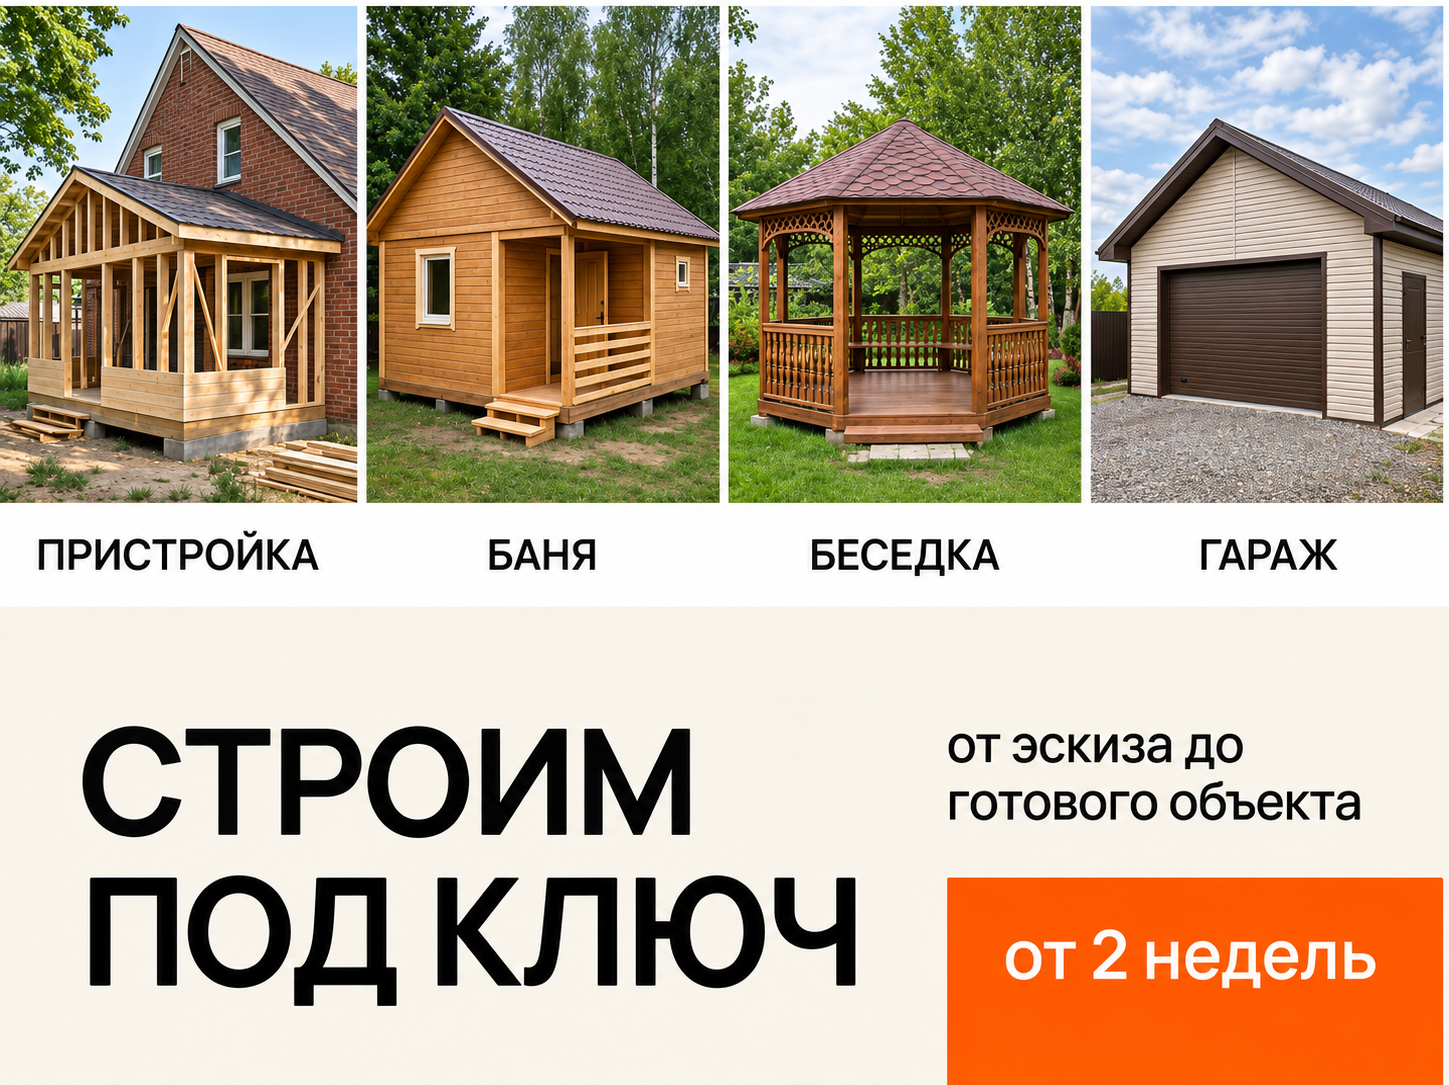 ПРИСТРОЙКА
БАНЯ
БЕСЕДКА
ГАРАЖ
СТРОИМ
ПОД КЛЮЧ
от эскиза до
готового объекта
от 2 недель